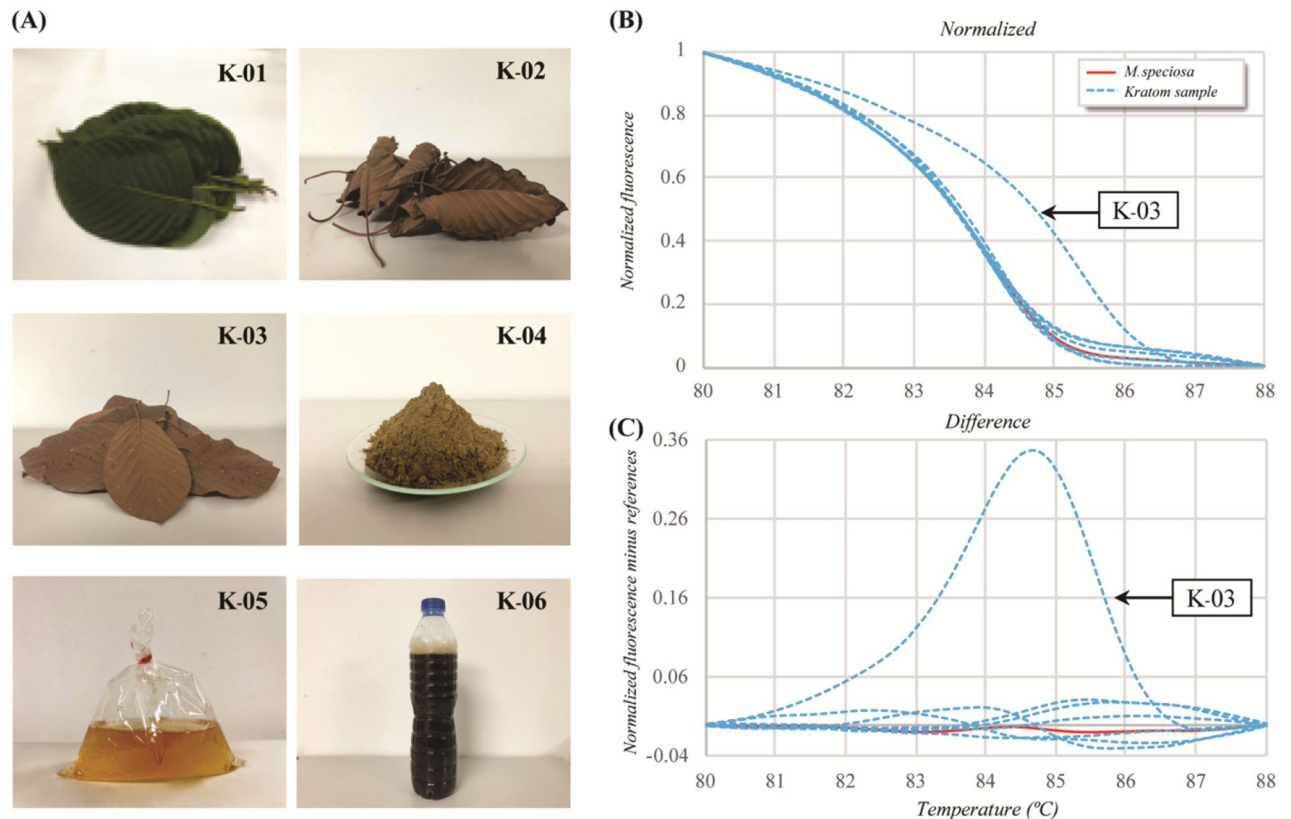 (A)
K-01
K-02
K-03
K-04
K-05
K-06
(B)
Normalized
Normalized fluorescence
1
0.8
0.6
0.4
0.2
0
M.speciosa
Kratom sample
K-03
80 81 82 83 84 85 86 87 88
(C)
Difference
Normalized fluorescence minus references
0.36
0.26
0.16
0.06
-0.04
K-03
80 81 82 83 84 85 86 87 88
Temperature (ºC)